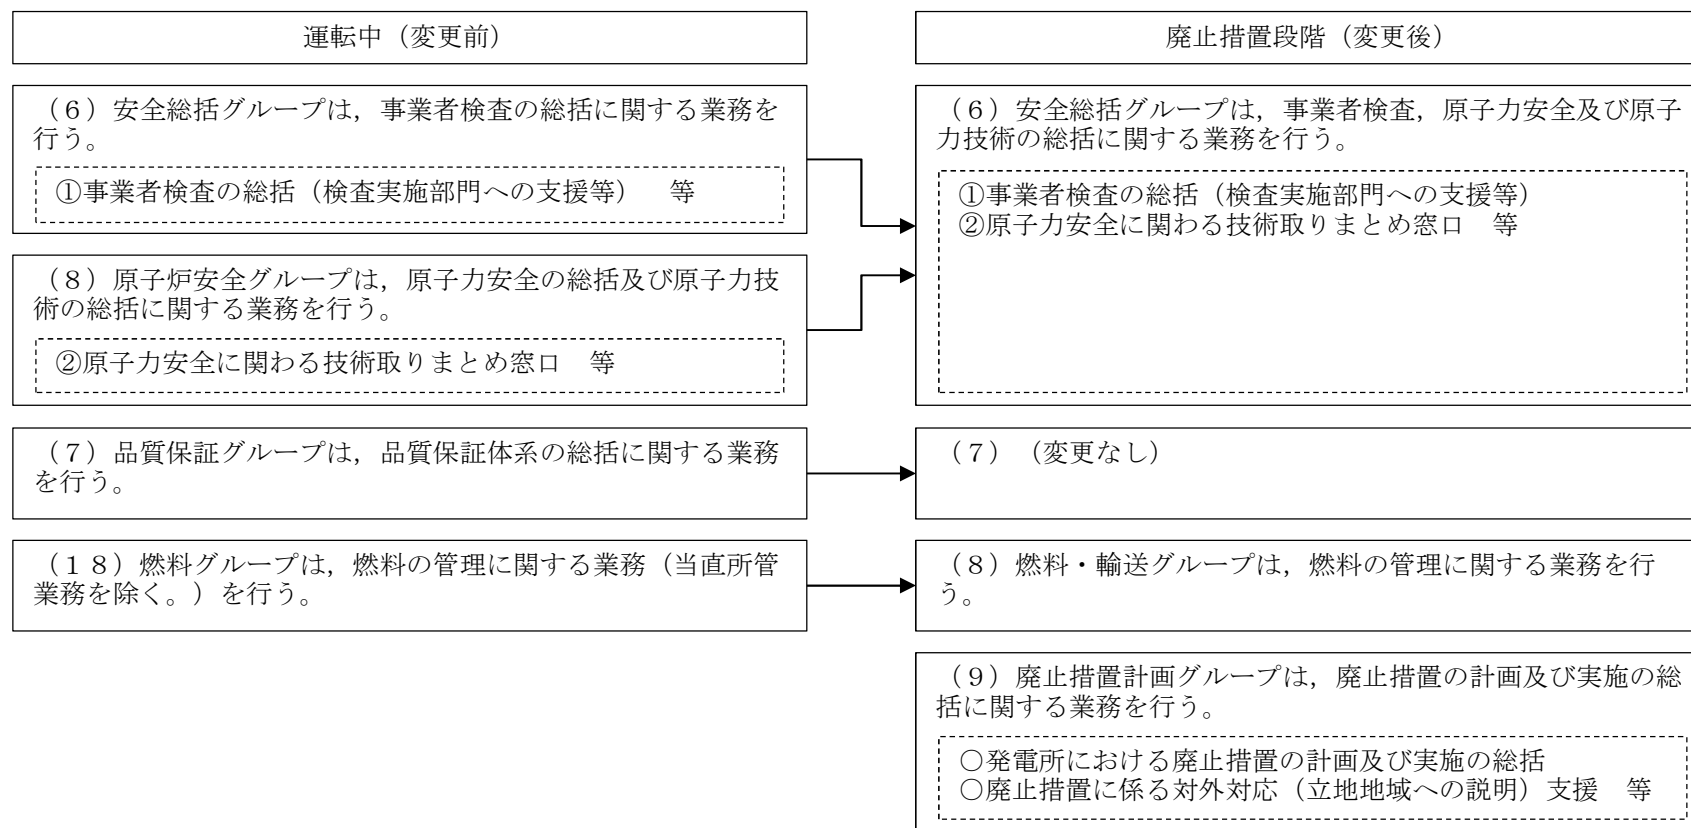 運転中（変更前）
廃止措置段階（変更後）
（６）安全総括グループは，事業者検査の総括に関する業務を
行う。
①事業者検査の総括（検査実施部門への支援等）　等
（８）原子炉安全グループは，原子力安全の総括及び原子力技
術の総括に関する業務を行う。
②原子力安全に関わる技術取りまとめ窓口　等
（６）安全総括グループは，事業者検査，原子力安全及び原子
力技術の総括に関する業務を行う。
①事業者検査の総括（検査実施部門への支援等）
②原子力安全に関わる技術取りまとめ窓口　等
（７）品質保証グループは，品質保証体系の総括に関する業務
を行う。
（７）（変更なし）
（１８）燃料グループは，燃料の管理に関する業務（当直所管
業務を除く。）を行う。
（８）燃料・輸送グループは，燃料の管理に関する業務を行
う。
（９）廃止措置計画グループは，廃止措置の計画及び実施の総
括に関する業務を行う。
○発電所における廃止措置の計画及び実施の総括
○廃止措置に係る対外対応（立地地域への説明）支援　等